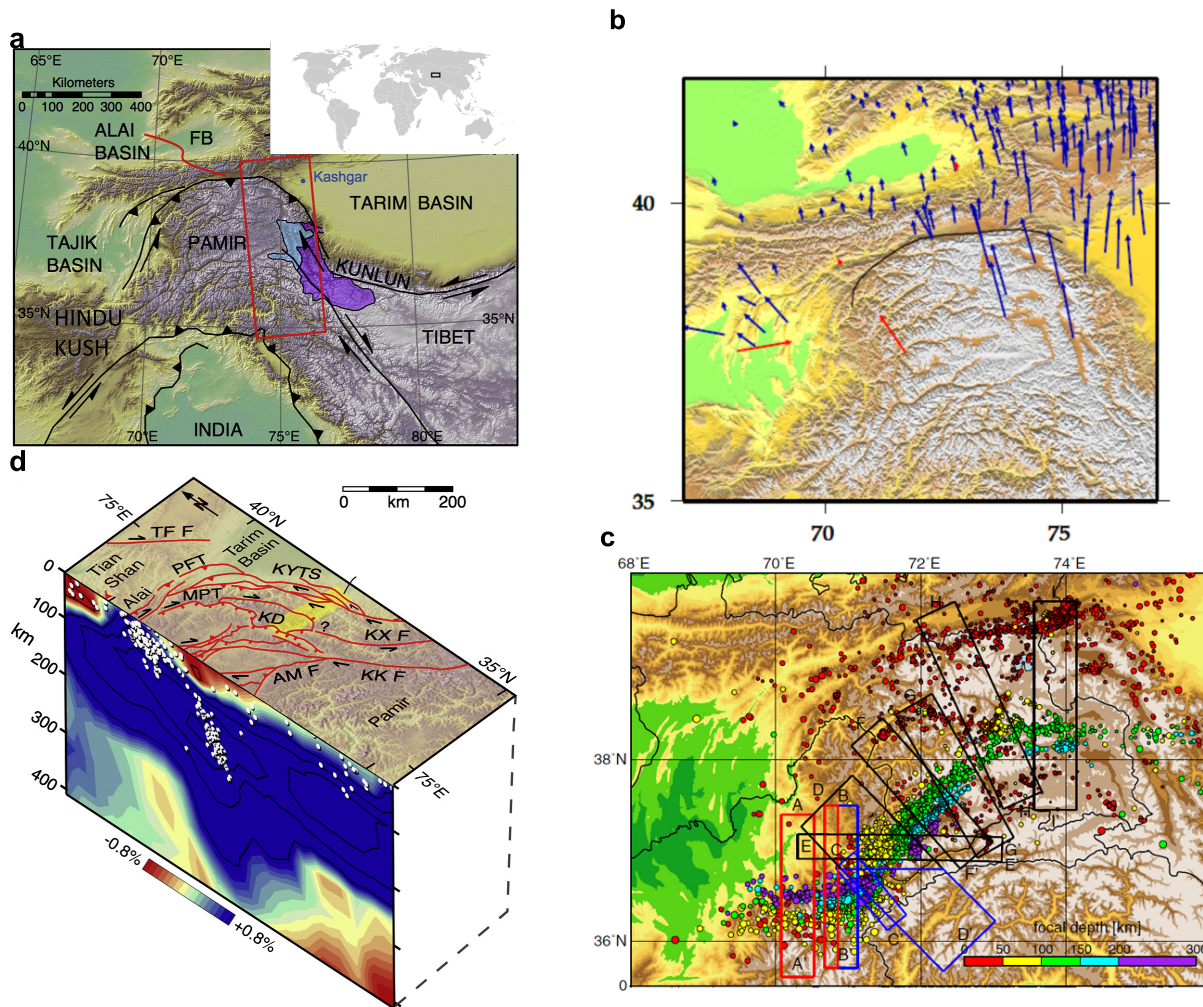 a
65°E
70°E
Kilometers
0 100 200 300 400
ALAI
BASIN
FB
40°N
Kashgar
TARIM BASIN
TAJIK
BASIN
PAMIR
KUNLUN
35°N
HINDU
KUSH
35°N
TIBET
70°E
75°E
80°E
INDIA
b
40
35
70
75
d
0
200
km
75°E
N
40°N
TF F
Tarim
Basin
Tian
Shan
PFT
KYTS
Alai
MPT
KD
?
KX F
35°N
AM F
KK F
Pamir
75°E
0
100
km
200
300
400
-0.8%
+0.8%
c
68°E
70°E
72°E
74°E
H
I
G
F
38°N
D
A
B
H'
I'
E
C
G'
E'
F'
C'
D'
36°N
A'
B'
focal depth [km]
0 50 100 150 200 300
0